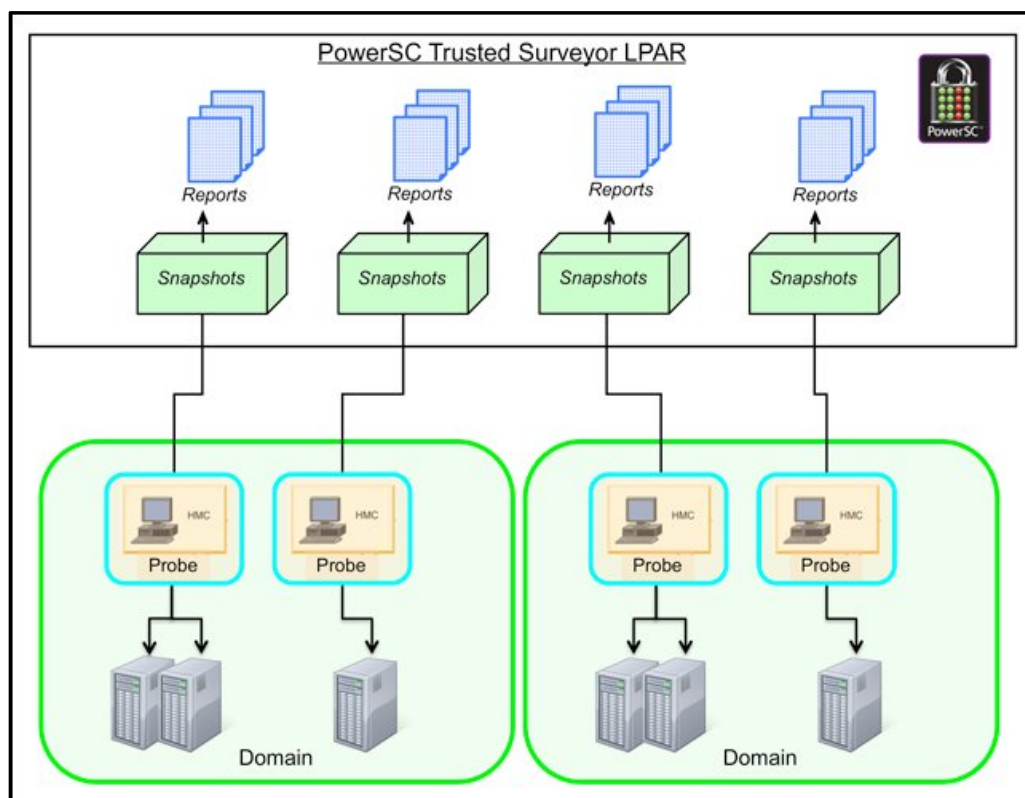 PowerSC Trusted Surveyor LPAR
PowerSC™
Reports
Reports
Reports
Reports
Snapshots
Snapshots
Snapshots
Snapshots
HMC
HMC
HMC
HMC
Probe
Probe
Probe
Probe
Domain
Domain